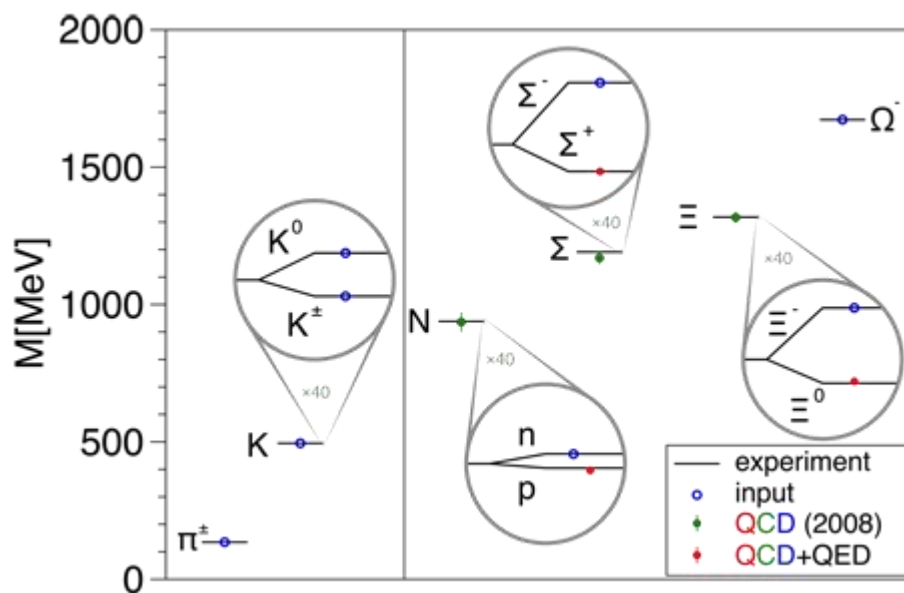 2000
1500
1000
500
0
M[MeV]
π±
K
×40
K⁰
K±
N
×40
n
p
Σ
×40
Σ⁻
Σ⁺
Ξ
×40
Ξ⁻
Ξ⁰
Ω⁻
experiment
input
QCD (2008)
QCD+QED